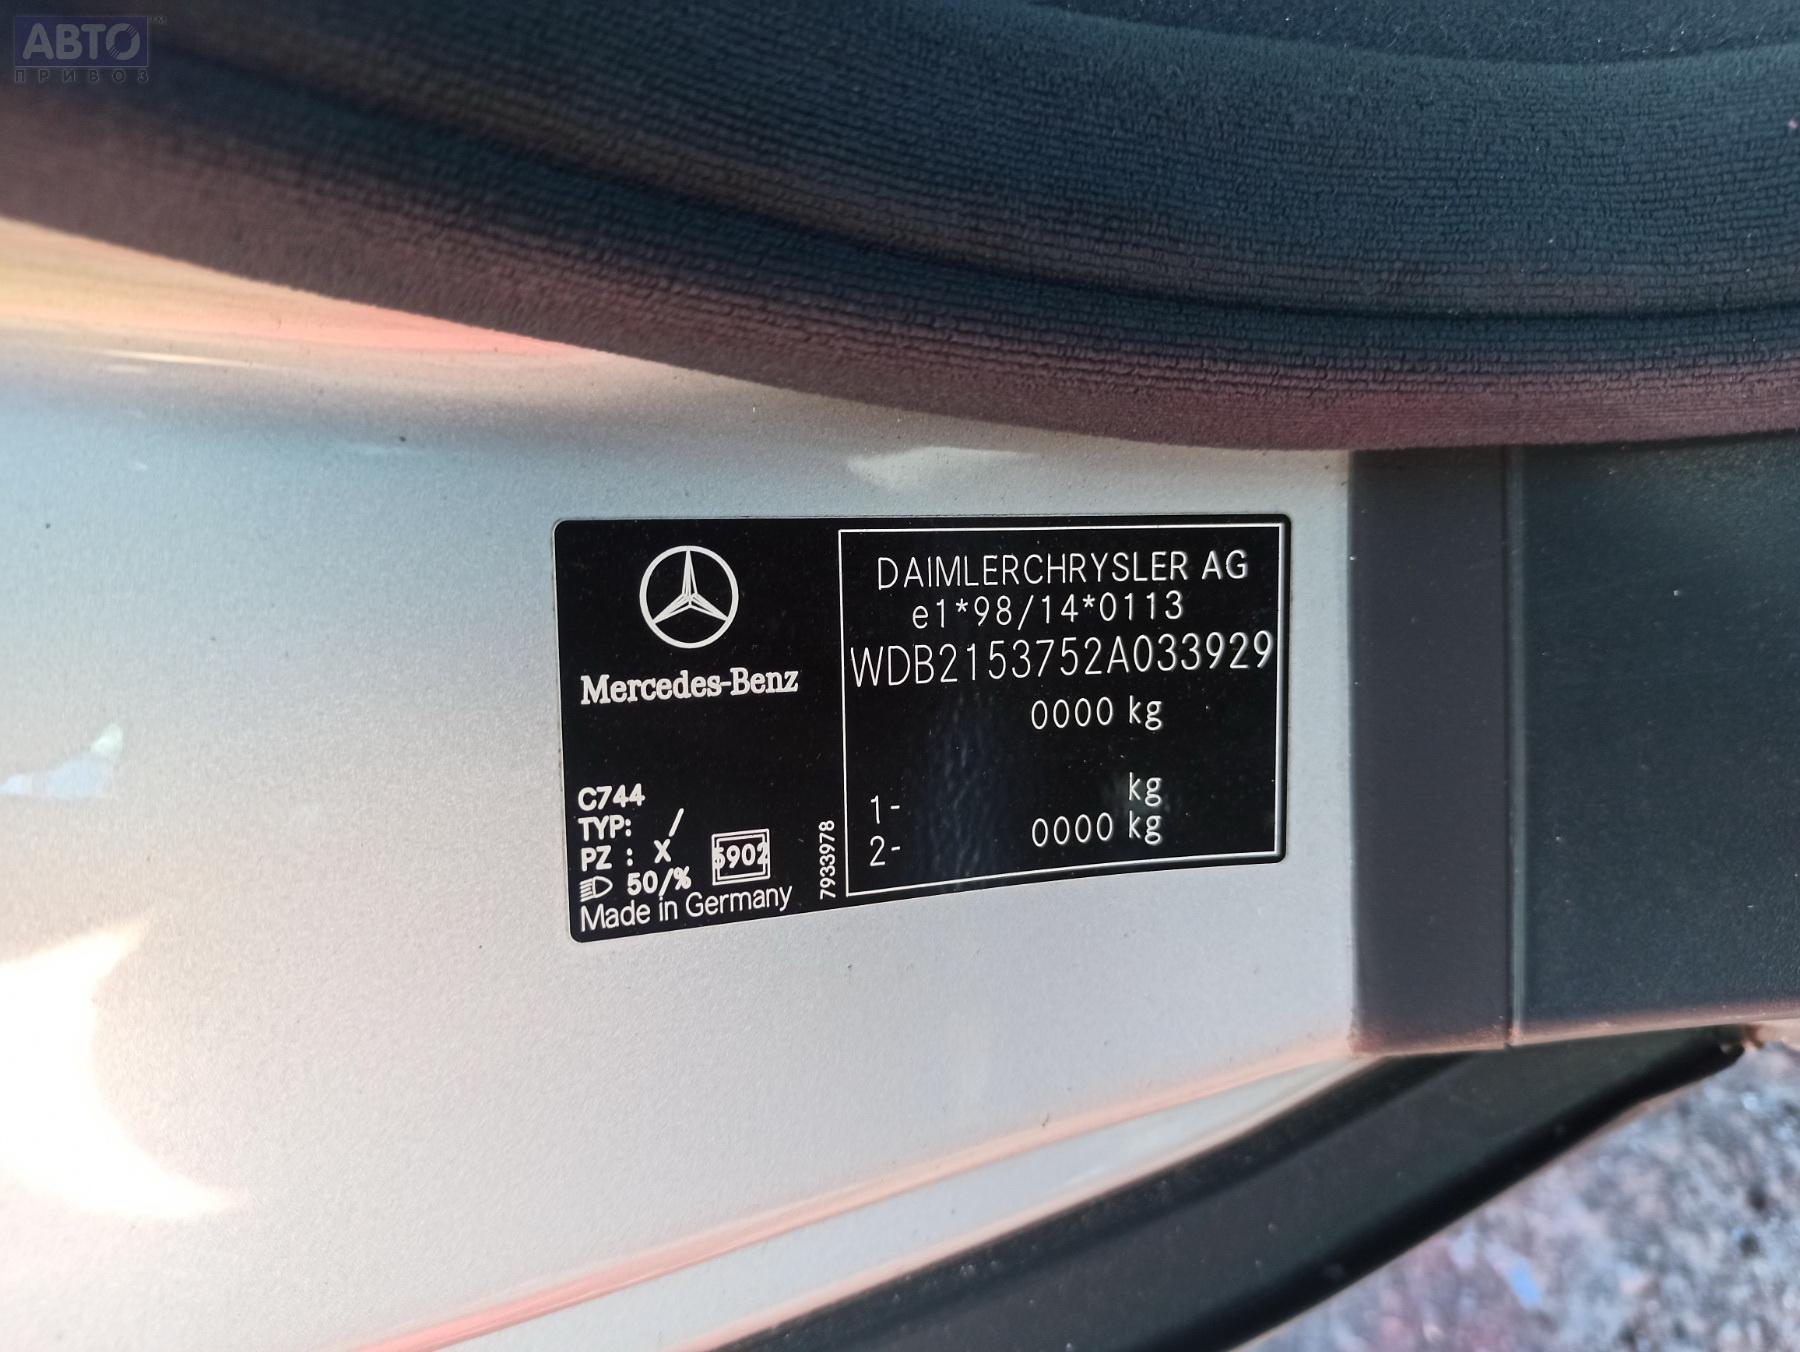 АВТО™
ПРИВОЗ
Mercedes-Benz
C744
TYP: /
PZ : X
50/%
5902
Made in Germany
7933978
DAIMLERCHRYSLER AG
e1*98/14*0113
WDB2153752A033929
0000 kg
1- kg
2- 0000 kg